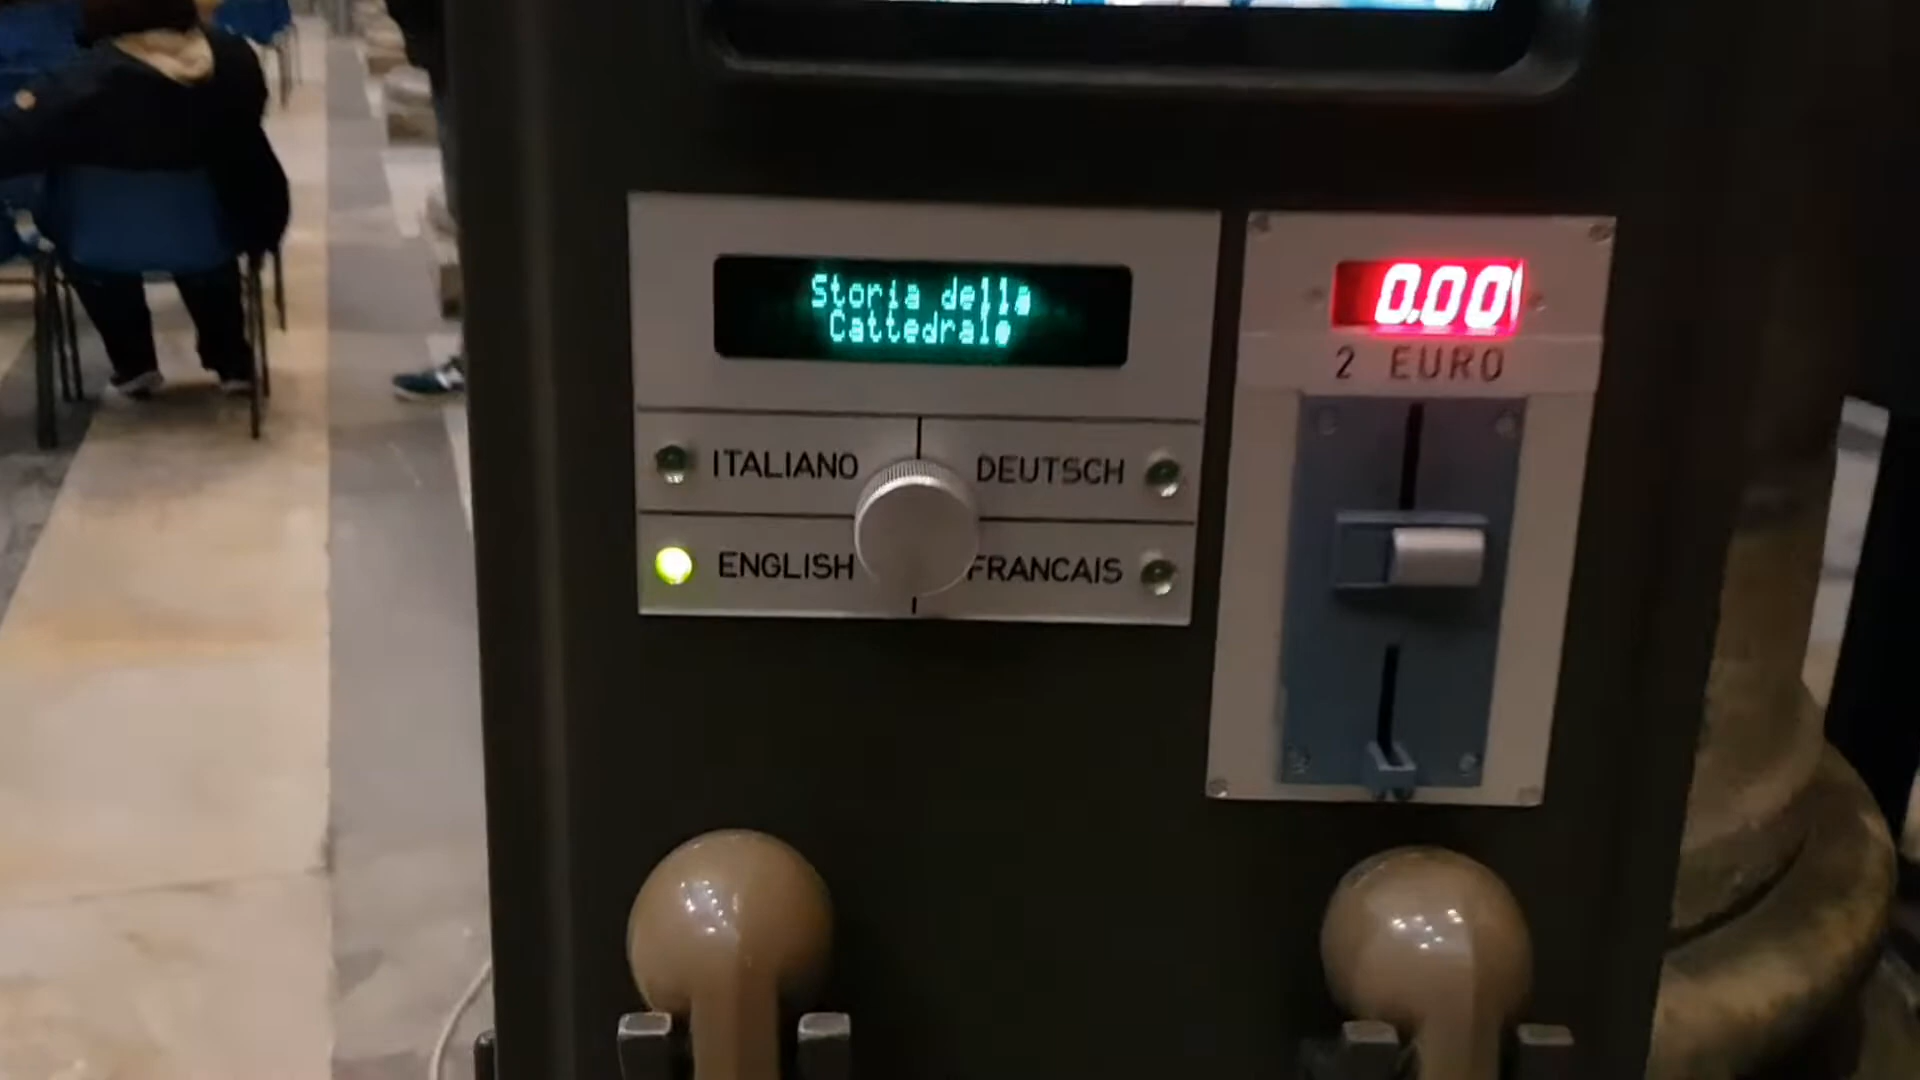 Storia della
Cattedrale
0.00
2 EURO
ITALIANO
DEUTSCH
ENGLISH
FRANCAIS